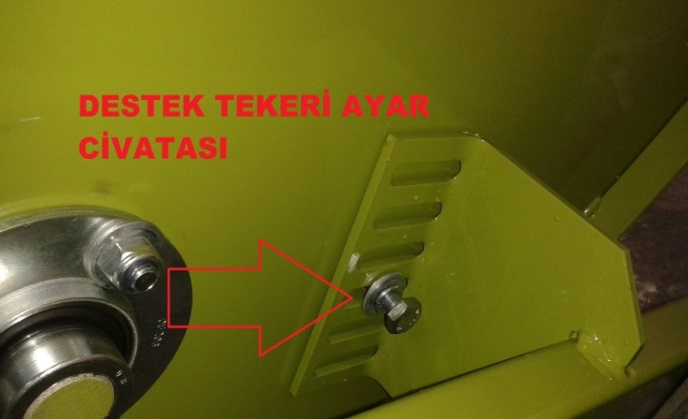 DESTEK TEKERİ AYAR
CİVATASI